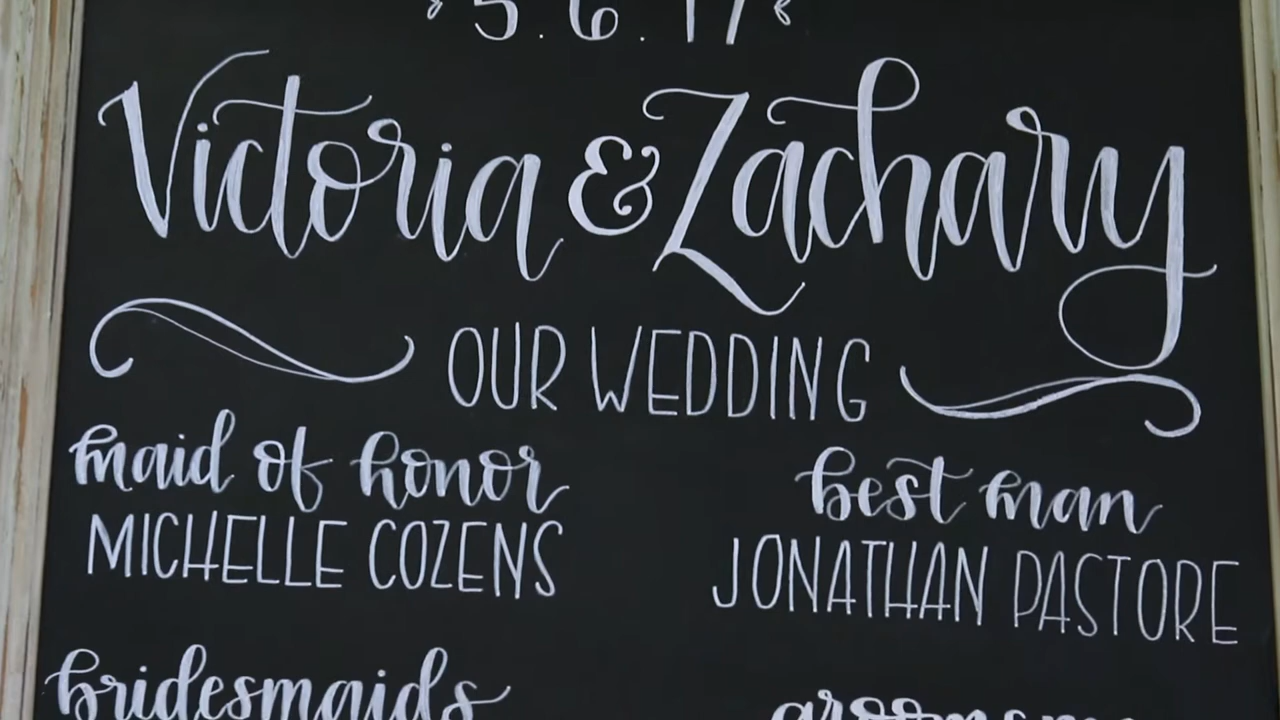 5.6.17
Victoria & Zachary
OUR WEDDING
maid of honor
MICHELLE COZENS
best man
JONATHAN PASTORE
bridesmaids